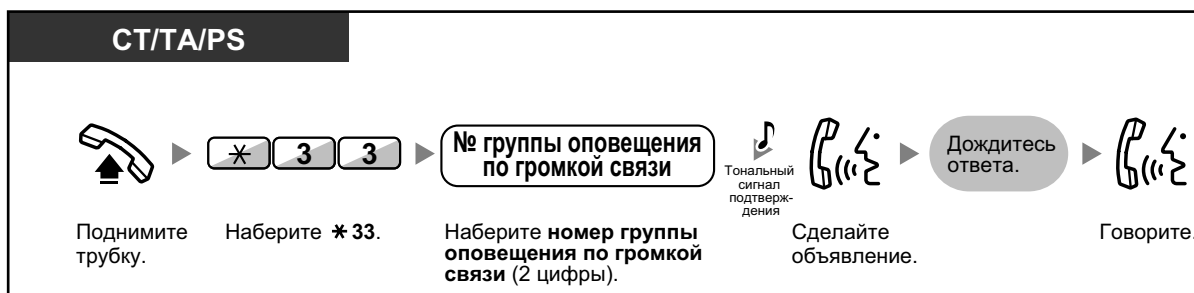 CT/TA/PS
✳ 3 3
№ группы оповещения
по громкой связи
Тональный
сигнал
подтверж-
дения
Дождитесь
ответа.
Поднимите
трубку.
Наберите ✳ 33.
Наберите номер группы
оповещения по громкой
связи (2 цифры).
Сделайте
объявление.
Говорите.